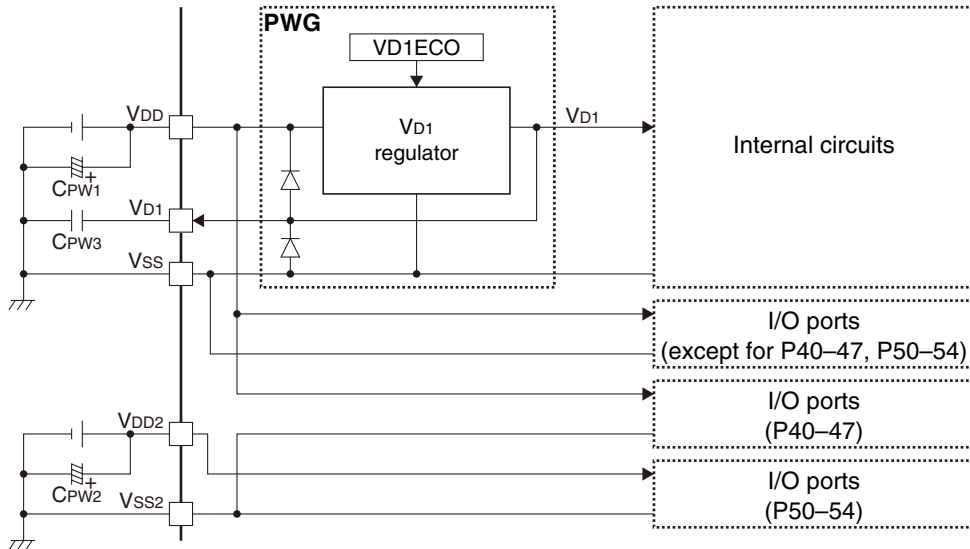 PWG
VD1ECO
VDD
VD1
regulator
VD1
Internal circuits
+
CPW1
VD1
CPW3
VSS
I/O ports
(except for P40–47, P50–54)
I/O ports
(P40–47)
VDD2
+
CPW2
VSS2
I/O ports
(P50–54)